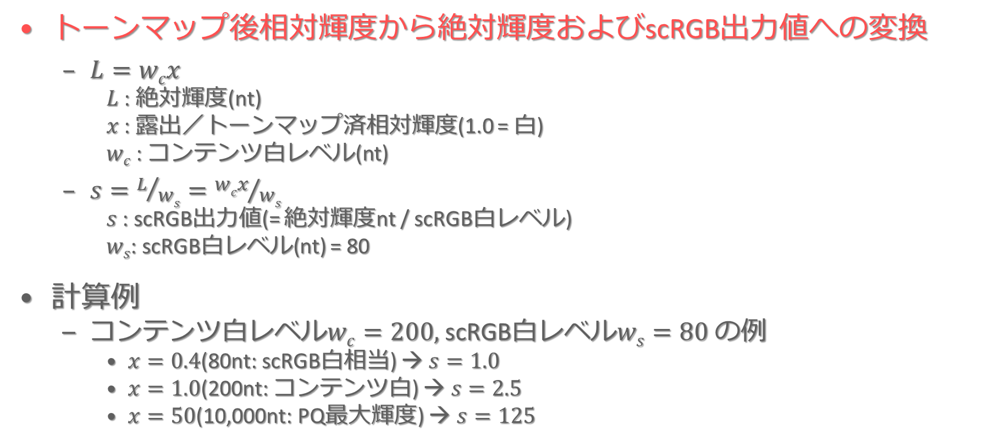 • トーンマップ後相対輝度から絶対輝度およびscRGB出力値への変換
– L = w_c x
L : 絶対輝度(nt)
x : 露出／トーンマップ済相対輝度(1.0 = 白)
w_c : コンテンツ白レベル(nt)
– s = L/w_s = w_c x/w_s
s : scRGB出力値(= 絶対輝度nt / scRGB白レベル)
w_s: scRGB白レベル(nt) = 80
• 計算例
– コンテンツ白レベルw_c = 200, scRGB白レベルw_s = 80 の例
• x = 0.4(80nt: scRGB白相当) → s = 1.0
• x = 1.0(200nt: コンテンツ白) → s = 2.5
• x = 50(10,000nt: PQ最大輝度) → s = 125